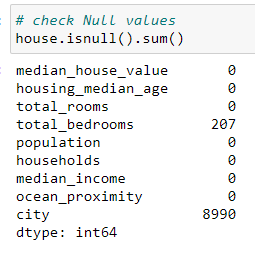 # check Null values
house.isnull().sum()
median_house_value 0
housing_median_age 0
total_rooms 0
total_bedrooms 207
population 0
households 0
median_income 0
ocean_proximity 0
city 8990
dtype: int64